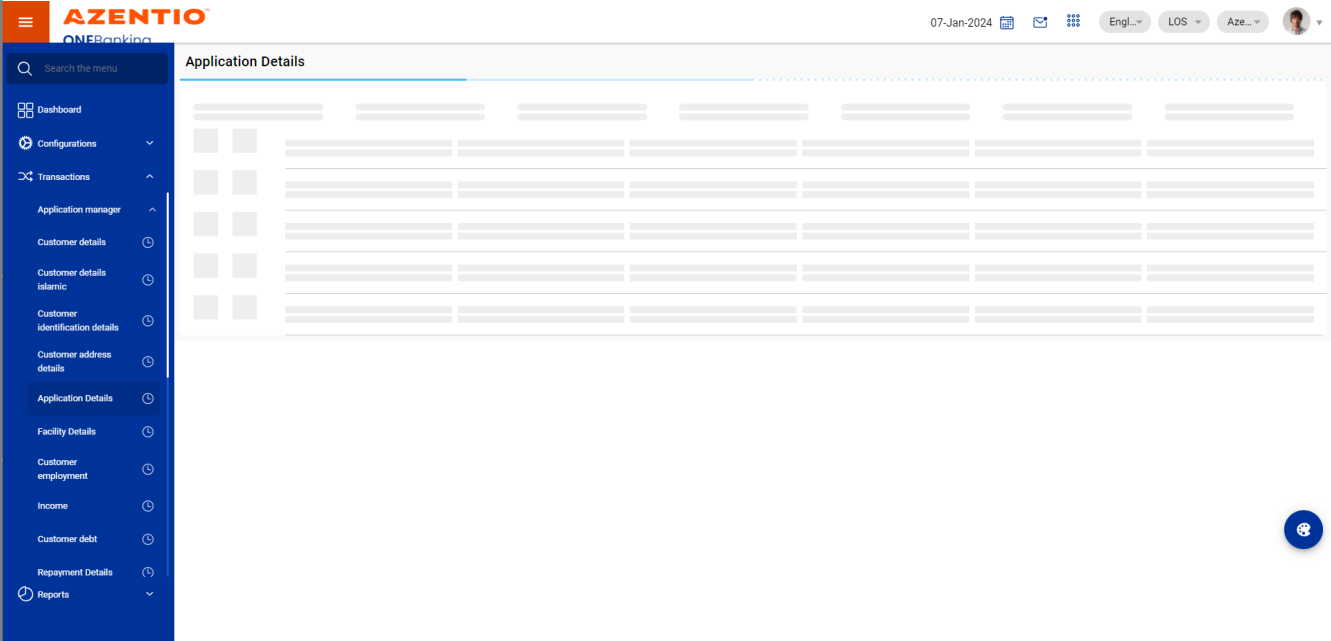 AZENTIO™
ONEBanking
07-Jan-2024
Engl...
LOS
Aze...
Search the menu
Application Details
Dashboard
Configurations
Transactions
Application manager
Customer details
Customer details
islamic
Customer
identification details
Customer address
details
Application Details
Facility Details
Customer
employment
Income
Customer debt
Repayment Details
Reports